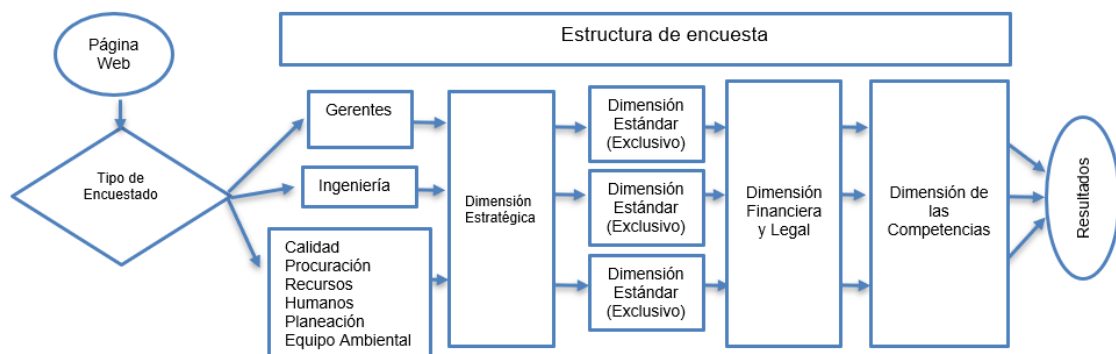 Página
Web
Estructura de encuesta
Tipo de
Encuestado
Gerentes
Ingeniería
Calidad
Procuración
Recursos
Humanos
Planeación
Equipo Ambiental
Dimensión
Estratégica
Dimensión
Estándar
(Exclusivo)
Dimensión
Estándar
(Exclusivo)
Dimensión
Estándar
(Exclusivo)
Dimensión
Financiera
y Legal
Dimensión de
las
Competencias
Resultados